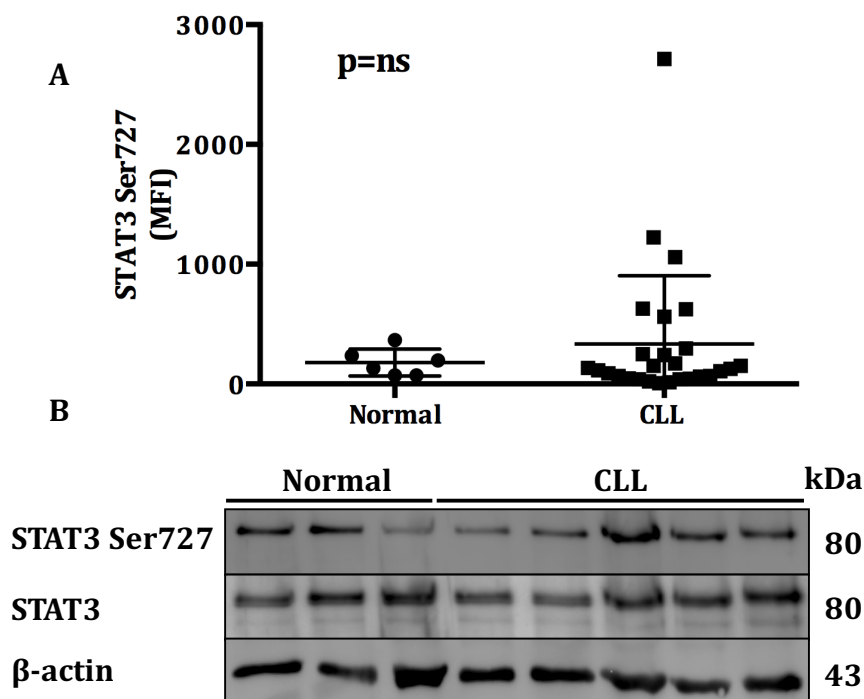 A
3000
2000
1000
0
STAT3 Ser727
(MFI)
p=ns
Normal
CLL
B
Normal
CLL
kDa
STAT3 Ser727
80
STAT3
80
β-actin
43